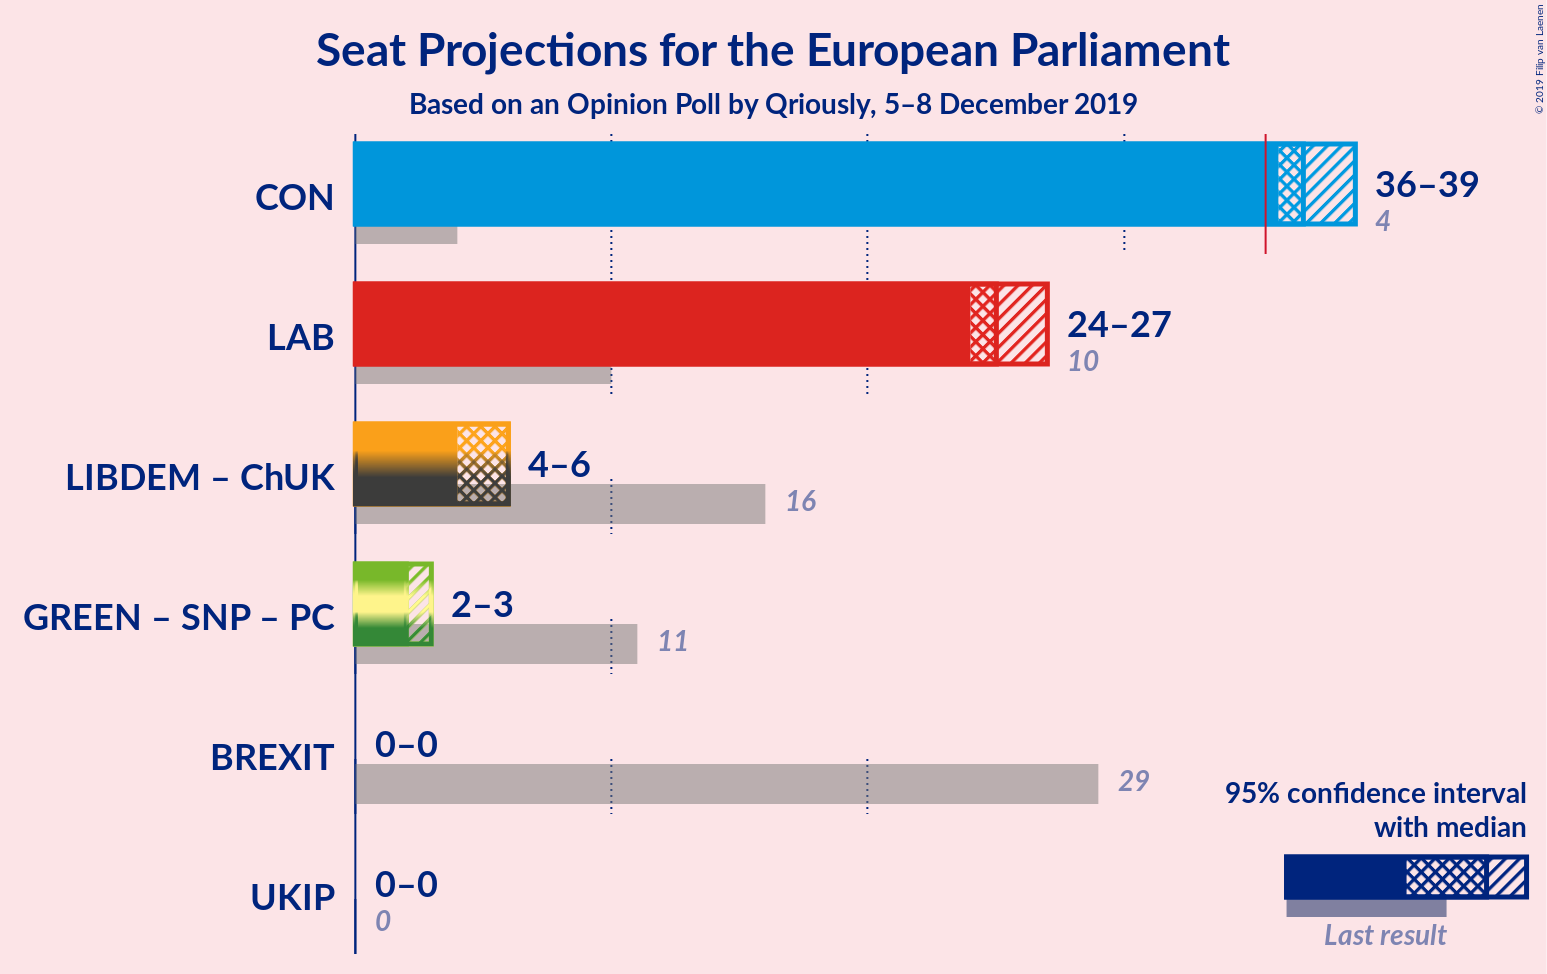 Seat Projections for the European Parliament
Based on an Opinion Poll by Qriously, 5–8 December 2019
© 2019 Filip van Laenen
CON
36–39
4
LAB
24–27
10
LIBDEM – ChUK
4–6
16
GREEN – SNP – PC
2–3
11
BREXIT
0–0
29
UKIP
0–0
0
95% confidence interval
with median
Last result